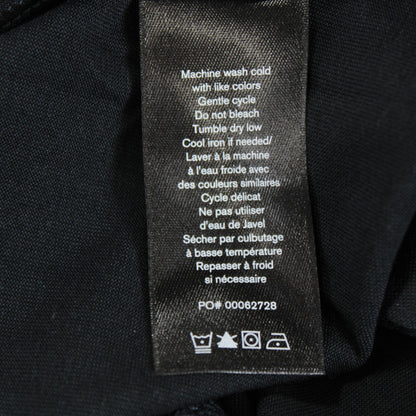 Machine wash cold
with like colors
Gentle cycle
Do not bleach
Tumble dry low
Cool iron if needed/
Laver à la machine
à l'eau froide avec
des couleurs similaires
Cycle délicat
Ne pas utiliser
d'eau de Javel
Sécher par culbutage
à basse température
Repasser à froid
si nécessaire
PO# 00062728